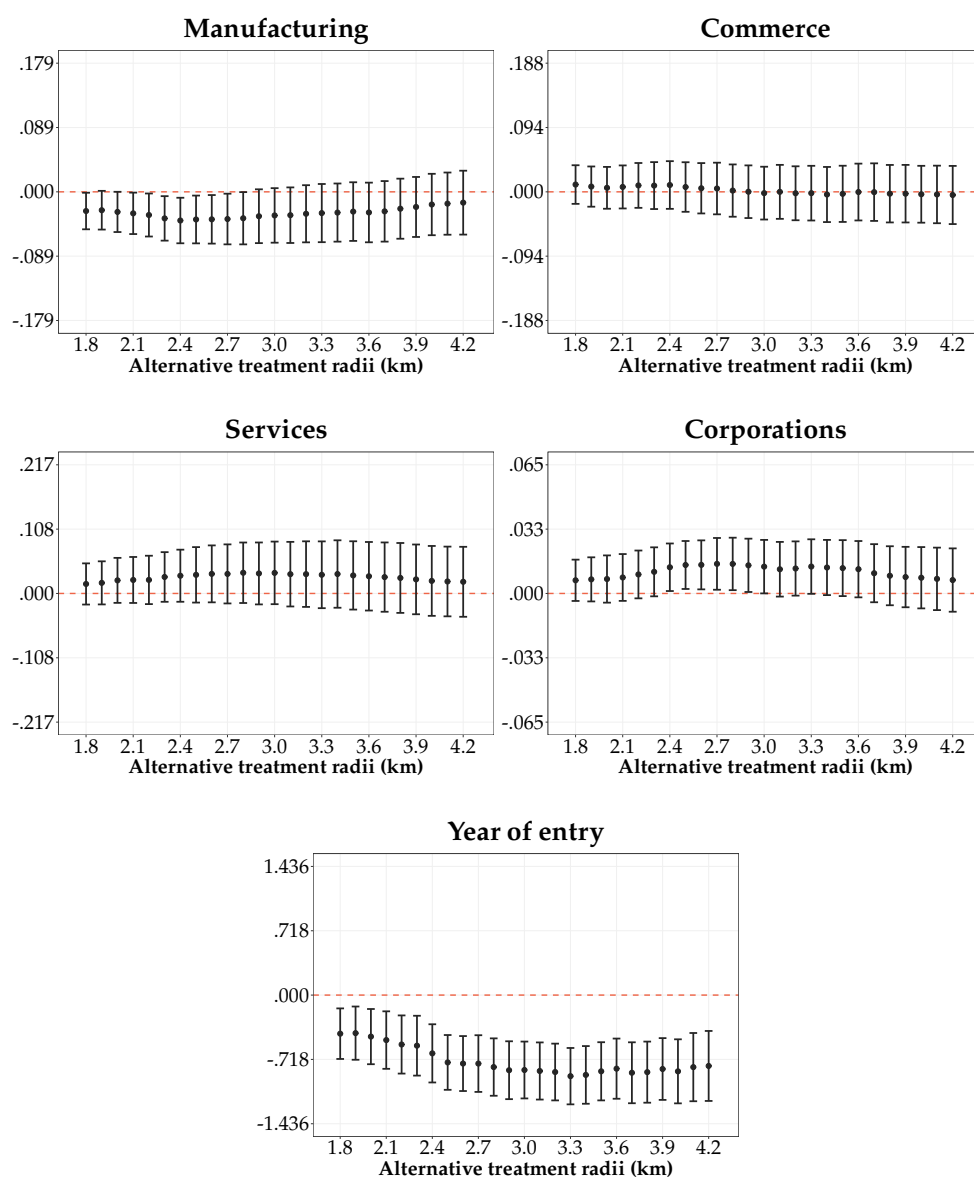 Manufacturing
.179
.089
.000
-.089
-.179
1.8 2.1 2.4 2.7 3.0 3.3 3.6 3.9 4.2
Alternative treatment radii (km)
Commerce
.188
.094
.000
-.094
-.188
1.8 2.1 2.4 2.7 3.0 3.3 3.6 3.9 4.2
Alternative treatment radii (km)
Services
.217
.108
.000
-.108
-.217
1.8 2.1 2.4 2.7 3.0 3.3 3.6 3.9 4.2
Alternative treatment radii (km)
Corporations
.065
.033
.000
-.033
-.065
1.8 2.1 2.4 2.7 3.0 3.3 3.6 3.9 4.2
Alternative treatment radii (km)
Year of entry
1.436
.718
.000
-.718
-1.436
1.8 2.1 2.4 2.7 3.0 3.3 3.6 3.9 4.2
Alternative treatment radii (km)